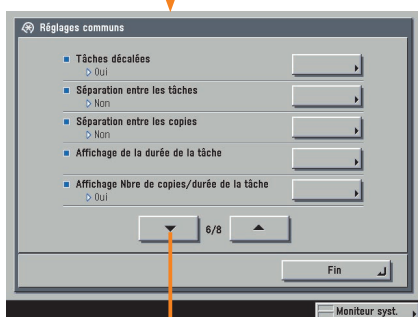 Réglages communs
Tâches décalées
Oui
Séparation entre les tâches
Non
Séparation entre les copies
Non
Affichage de la durée de la tâche
Affichage Nbre de copies/durée de la tâche
Oui
6/8
Fin
Moniteur syst.